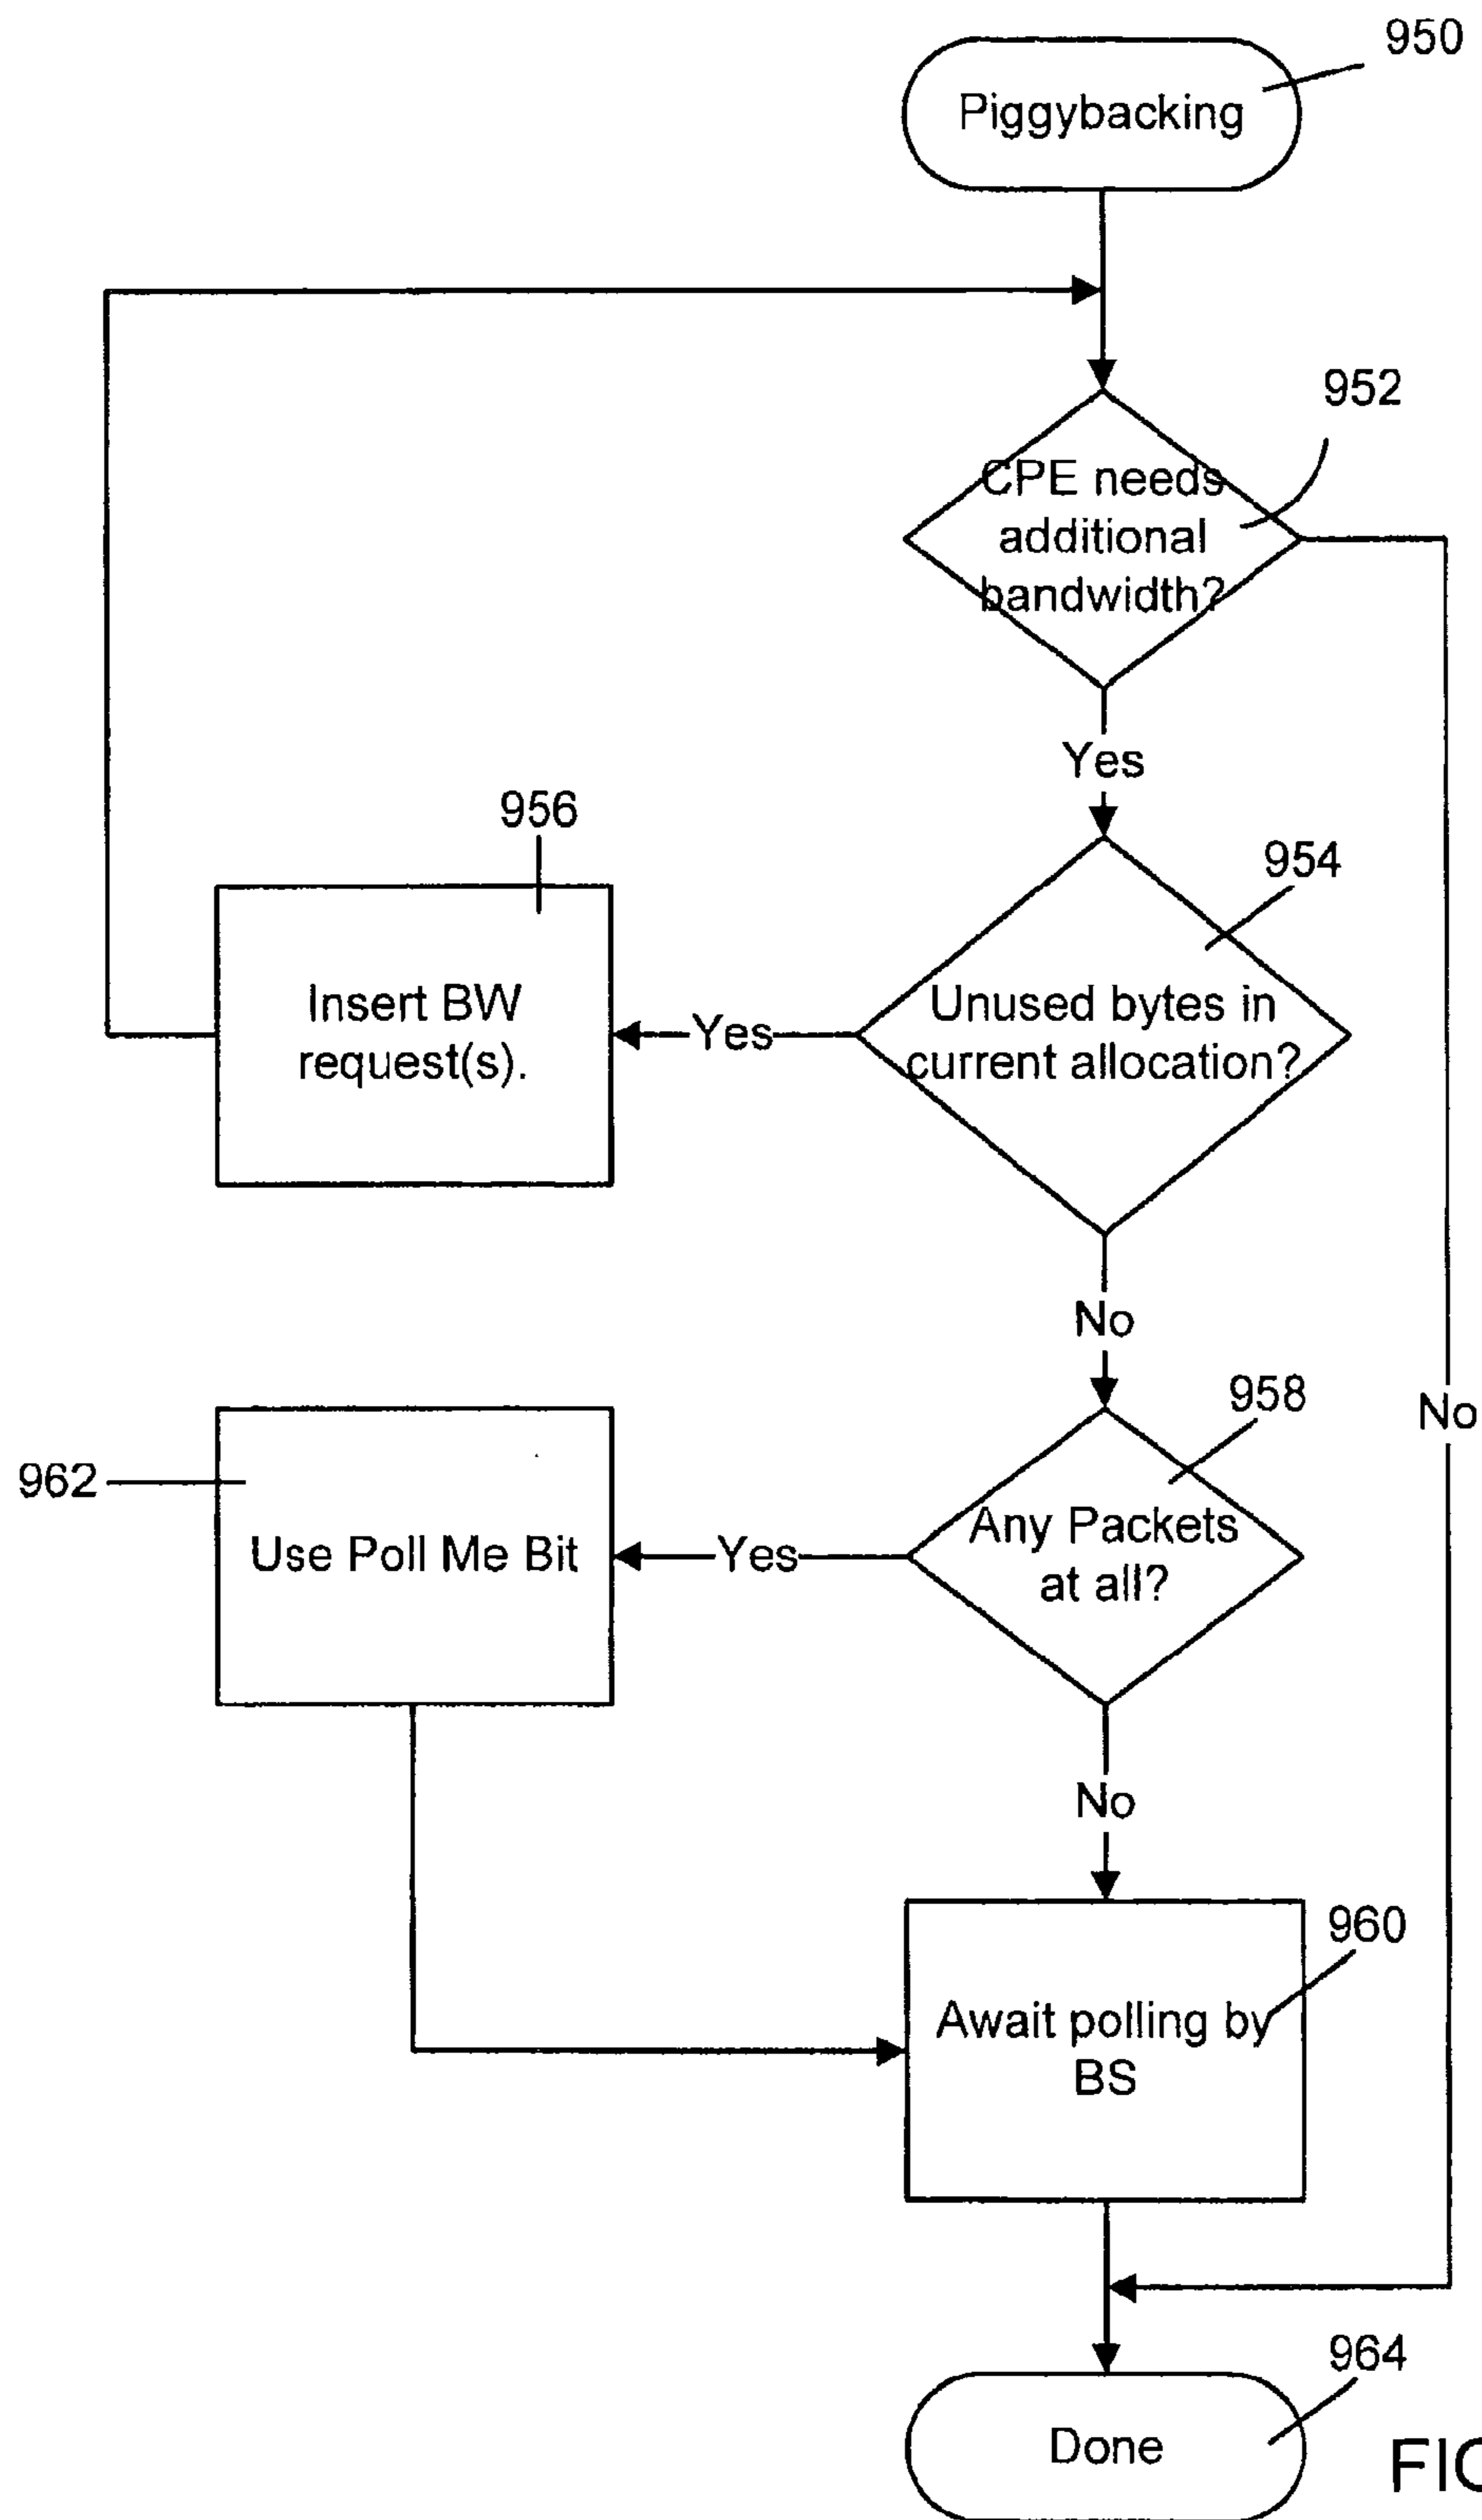 950
Piggybacking
952
CPE needs
additional
bandwidth?
Yes
956
954
Insert BW
request(s).
Yes
Unused bytes in
current allocation?
No
958
No
962
Use Poll Me Bit
Yes
Any Packets
at all?
No
960
Await polling by
BS
964
Done